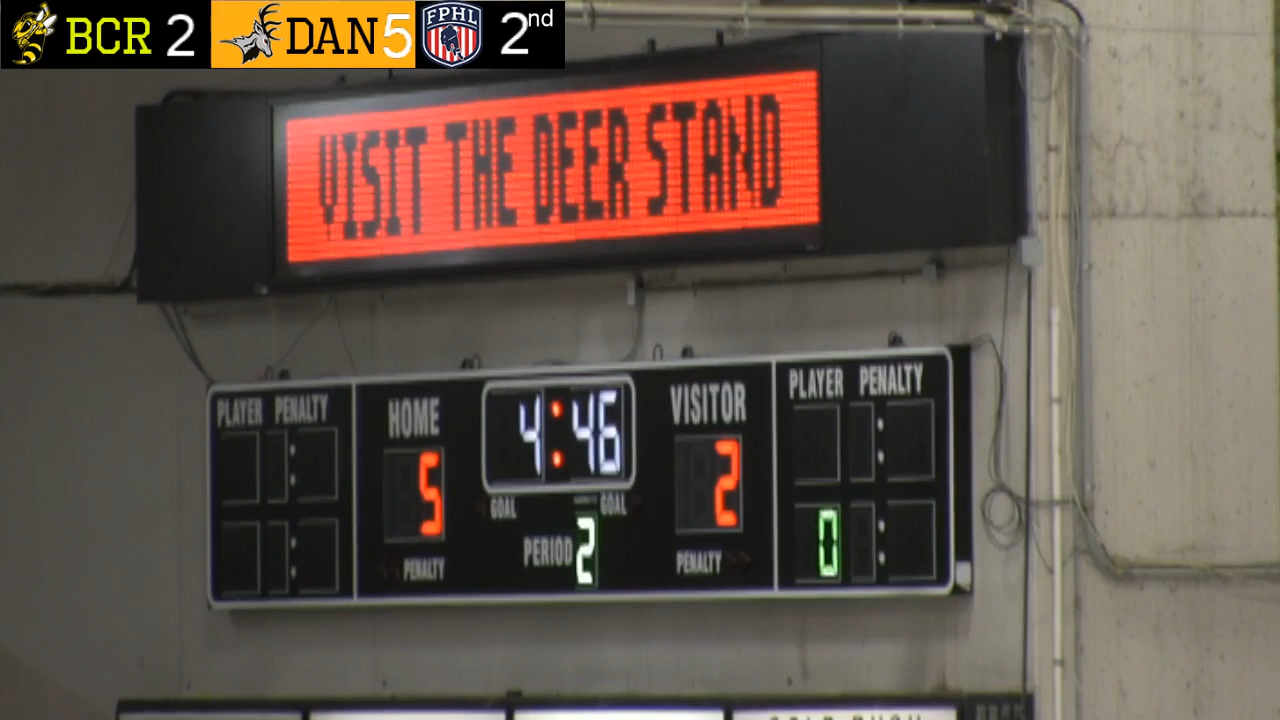 BCR 2 DAN 5 FPHL 2nd
VISIT THE DEER STAND
PLAYER PENALTY HOME 4:46 VISITOR PLAYER PENALTY
5 2
GOAL GOAL
PERIOD 2 0
PENALTY PENALTY